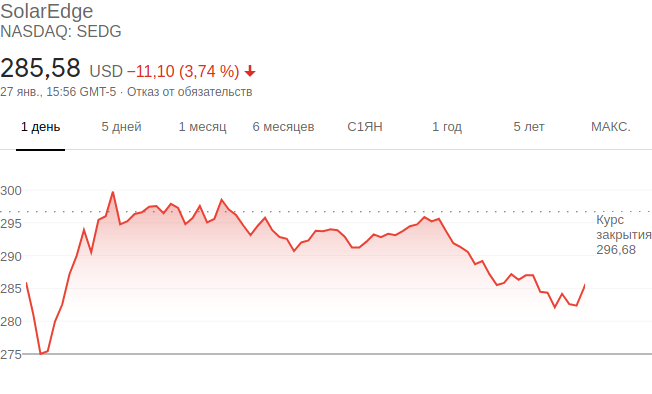 SolarEdge
NASDAQ: SEDG
285,58 USD −11,10 (3,74 %)
27 янв., 15:56 GMT-5 · Отказ от обязательств
1 день 5 дней 1 месяц 6 месяцев С1ЯН 1 год 5 лет МАКС.
300
295
290
285
280
275
Курс
закрытия
296,68